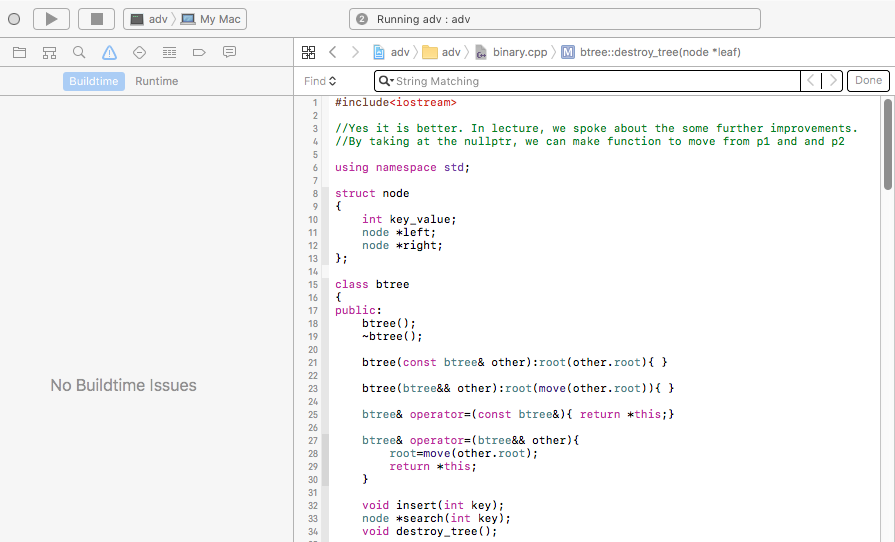 adv 〉 My Mac
2 Running adv : adv
adv 〉 adv 〉 binary.cpp 〉 M btree::destroy_tree(node *leaf)
Buildtime Runtime
Find String Matching Done
No Buildtime Issues
1 #include<iostream>
2
3 //Yes it is better. In lecture, we spoke about the some further improvements.
4 //By taking at the nullptr, we can make function to move from p1 and and p2
5
6 using namespace std;
7
8 struct node
9 {
10     int key_value;
11     node *left;
12     node *right;
13 };
14
15 class btree
16 {
17 public:
18     btree();
19     ~btree();
20
21     btree(const btree& other):root(other.root){ }
22
23     btree(btree&& other):root(move(other.root)){ }
24
25     btree& operator=(const btree&){ return *this;}
26
27     btree& operator=(btree&& other){
28         root=move(other.root);
29         return *this;
30     }
31
32     void insert(int key);
33     node *search(int key);
34     void destroy_tree();